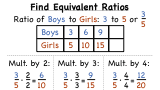 Find Equivalent Ratios
Ratio of Boys to Girls: 3 to 5 or 3/5
Boys 3 6 9
Girls 5 10 15
Mult. by 2: Mult. by 3: Mult. by 4:
3/5 · 2/2 = 6/10 3/5 · 3/3 = 9/15 3/5 · 4/4 = 12/20